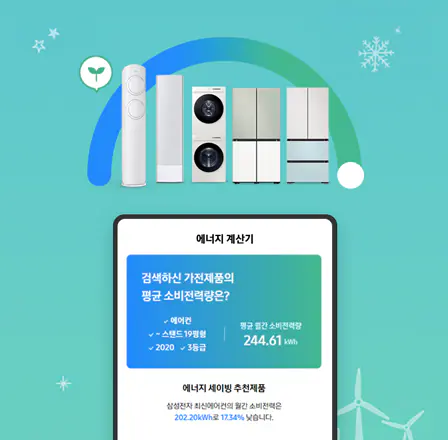 에너지 계산기
검색하신 가전제품의
평균 소비전력량은?
✓ 에어컨
✓ ~ 스탠드 19평형
✓ 2020 ✓ 3등급
평균 월간 소비전력량
244.61 kWh
에너지 세이빙 추천제품
삼성전자 최신에어컨의 월간 소비전력은
202.20kWh로 17.34% 낮습니다.